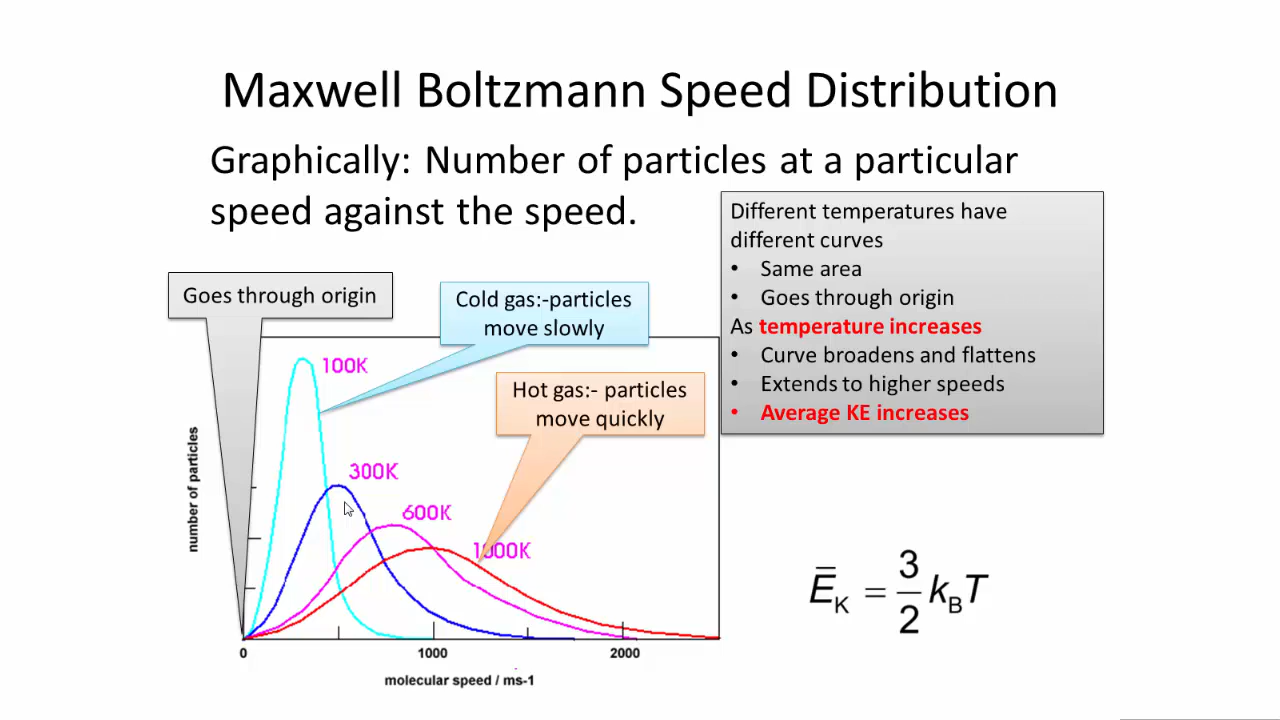 Maxwell Boltzmann Speed Distribution
Graphically: Number of particles at a particular
speed against the speed.
Different temperatures have
different curves
• Same area
• Goes through origin
As temperature increases
• Curve broadens and flattens
• Extends to higher speeds
• Average KE increases
Goes through origin
Cold gas:-particles
move slowly
Hot gas:- particles
move quickly
100K
300K
600K
1000K
number of particles
0 1000 2000
molecular speed / ms-1
ĒK = 3/2 kBT